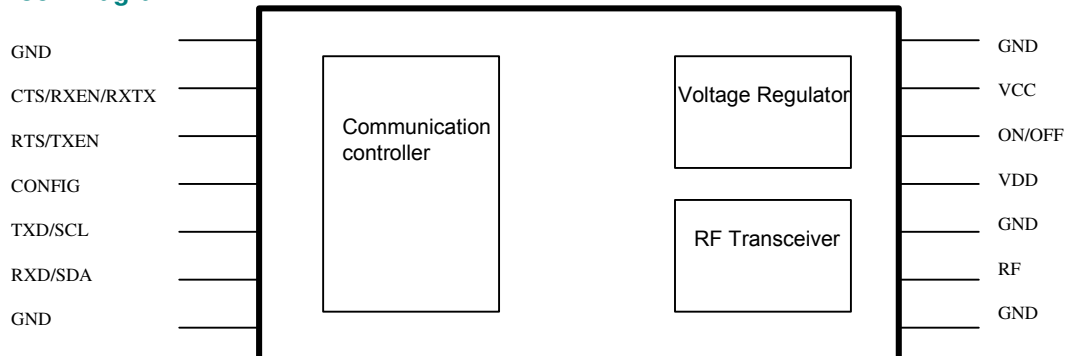 GND
CTS/RXEN/RXTX
RTS/TXEN
CONFIG
TXD/SCL
RXD/SDA
GND
Communication
controller
Voltage Regulator
RF Transceiver
GND
VCC
ON/OFF
VDD
GND
RF
GND